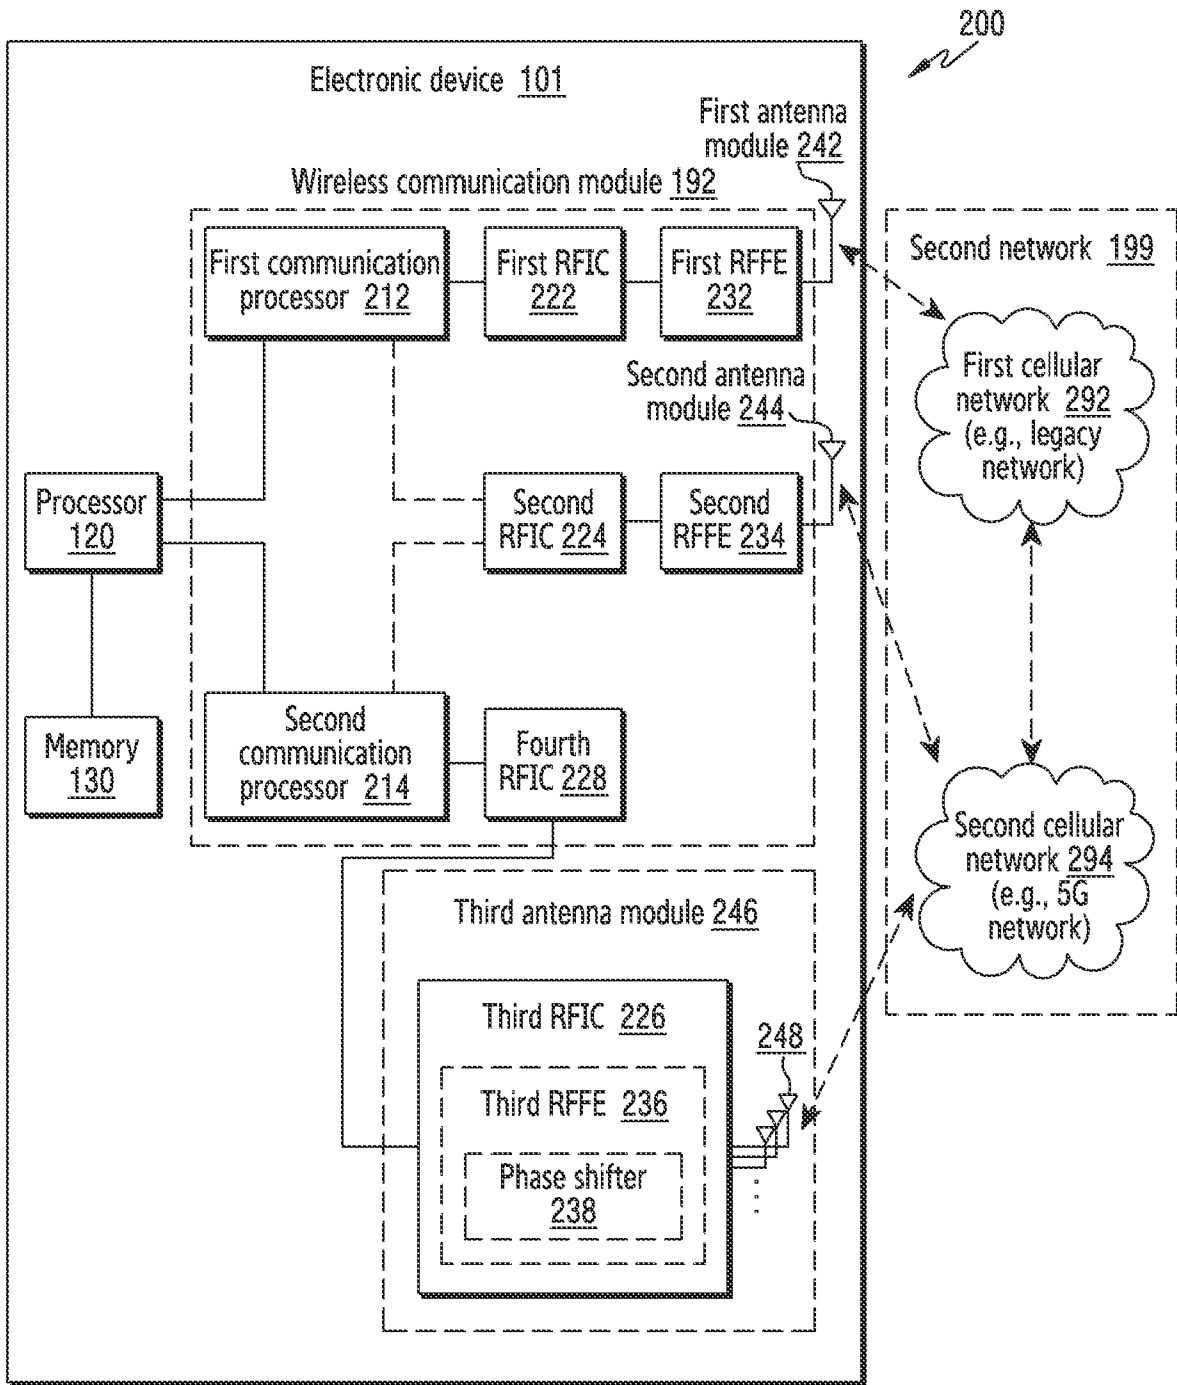 200
Electronic device 101
First antenna
module 242
Wireless communication module 192
First communication
processor 212
First RFIC
222
First RFFE
232
Second network 199
First cellular
network 292
(e.g., legacy
network)
Second antenna
module 244
Processor
120
Second
RFIC 224
Second
RFFE 234
Memory
130
Second
communication
processor 214
Fourth
RFIC 228
Second cellular
network 294
(e.g., 5G
network)
Third antenna module 246
Third RFIC 226
248
Third RFFE 236
Phase shifter
238